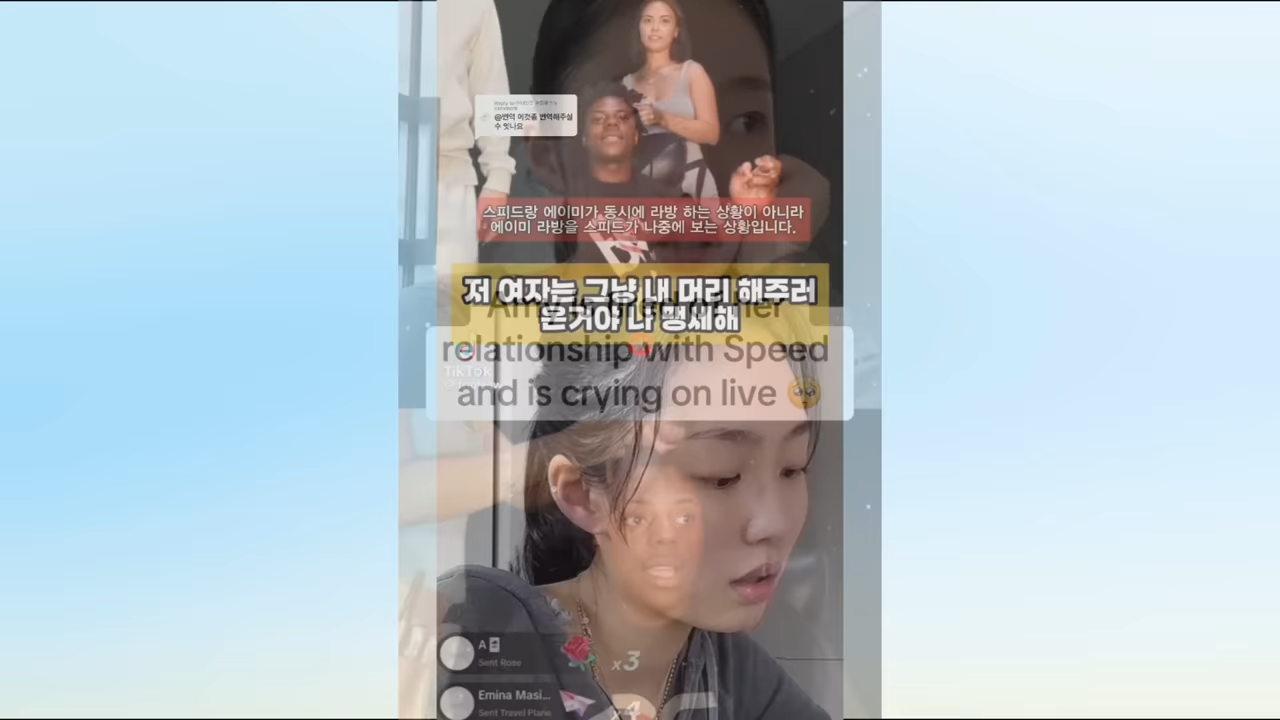 @번역 이것좀 번역해주실
수 있나요
스피드랑 에이미가 동시에 라방 하는 상황이 아니라
에이미 라방을 스피드가 나중에 보는 상황입니다.
저 여자는 그냥 내 머리 해주러
온거야 나 맹세해
her
relationship with Speed
and is crying on live 🥺
TikTok
A
Sent Rose
x3
Emina Masi...
Sent Travel Plane
x4